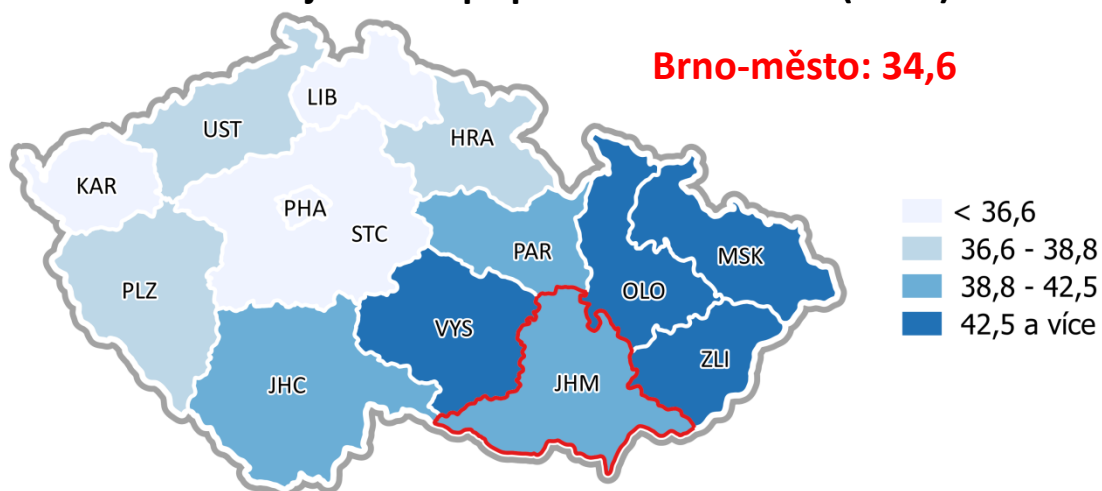 Brno-město: 34,6
LIB
UST
HRA
KAR
PHA
STC
PAR
MSK
PLZ
OLO
VYS
ZLI
JHC
JHM
< 36,6
36,6 - 38,8
38,8 - 42,5
42,5 a více